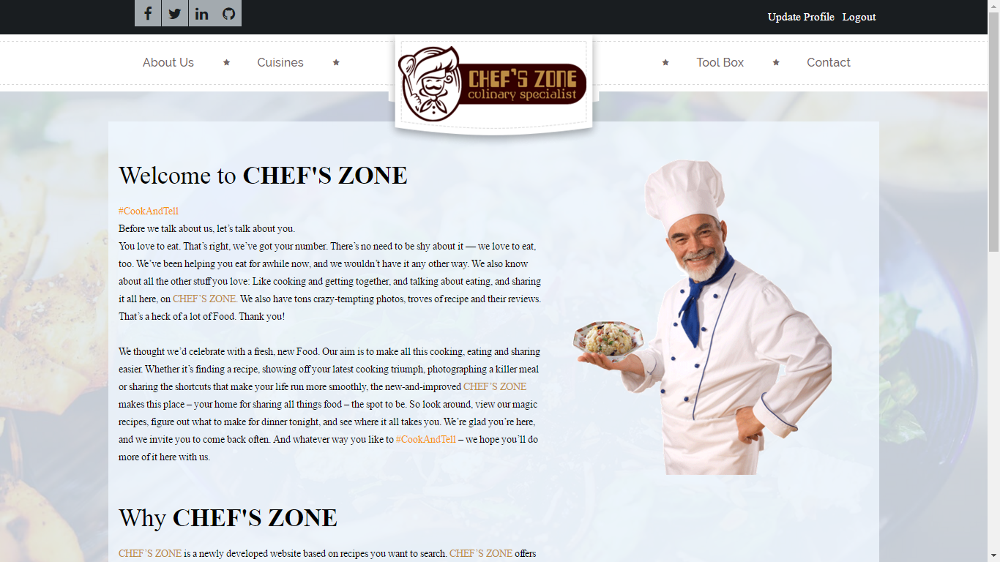 Update Profile Logout
About Us Cuisines Tool Box Contact
CHEF'S ZONE
culinary specialist
Welcome to CHEF'S ZONE
#CookAndTell
Before we talk about us, let’s talk about you.
You love to eat. That’s right, we’ve got your number. There’s no need to be shy about it — we love to eat,
too. We’ve been helping you eat for awhile now, and we wouldn’t have it any other way. We also know
about all the other stuff you love: Like cooking and getting together, and talking about eating, and sharing
it all here, on CHEF’S ZONE. We also have tons crazy-tempting photos, troves of recipe and their reviews.
That’s a heck of a lot of Food. Thank you!
We thought we’d celebrate with a fresh, new Food. Our aim is to make all this cooking, eating and sharing
easier. Whether it’s finding a recipe, showing off your latest cooking triumph, photographing a killer meal
or sharing the shortcuts that make your life run more smoothly, the new-and-improved CHEF’S ZONE
makes this place – your home for sharing all things food – the spot to be. So look around, view our magic
recipes, figure out what to make for dinner tonight, and see where it all takes you. We’re glad you’re here,
and we invite you to come back often. And whatever way you like to #CookAndTell – we hope you’ll do
more of it here with us.
Why CHEF'S ZONE
CHEF’S ZONE is a newly developed website based on recipes you want to search. CHEF’S ZONE offers